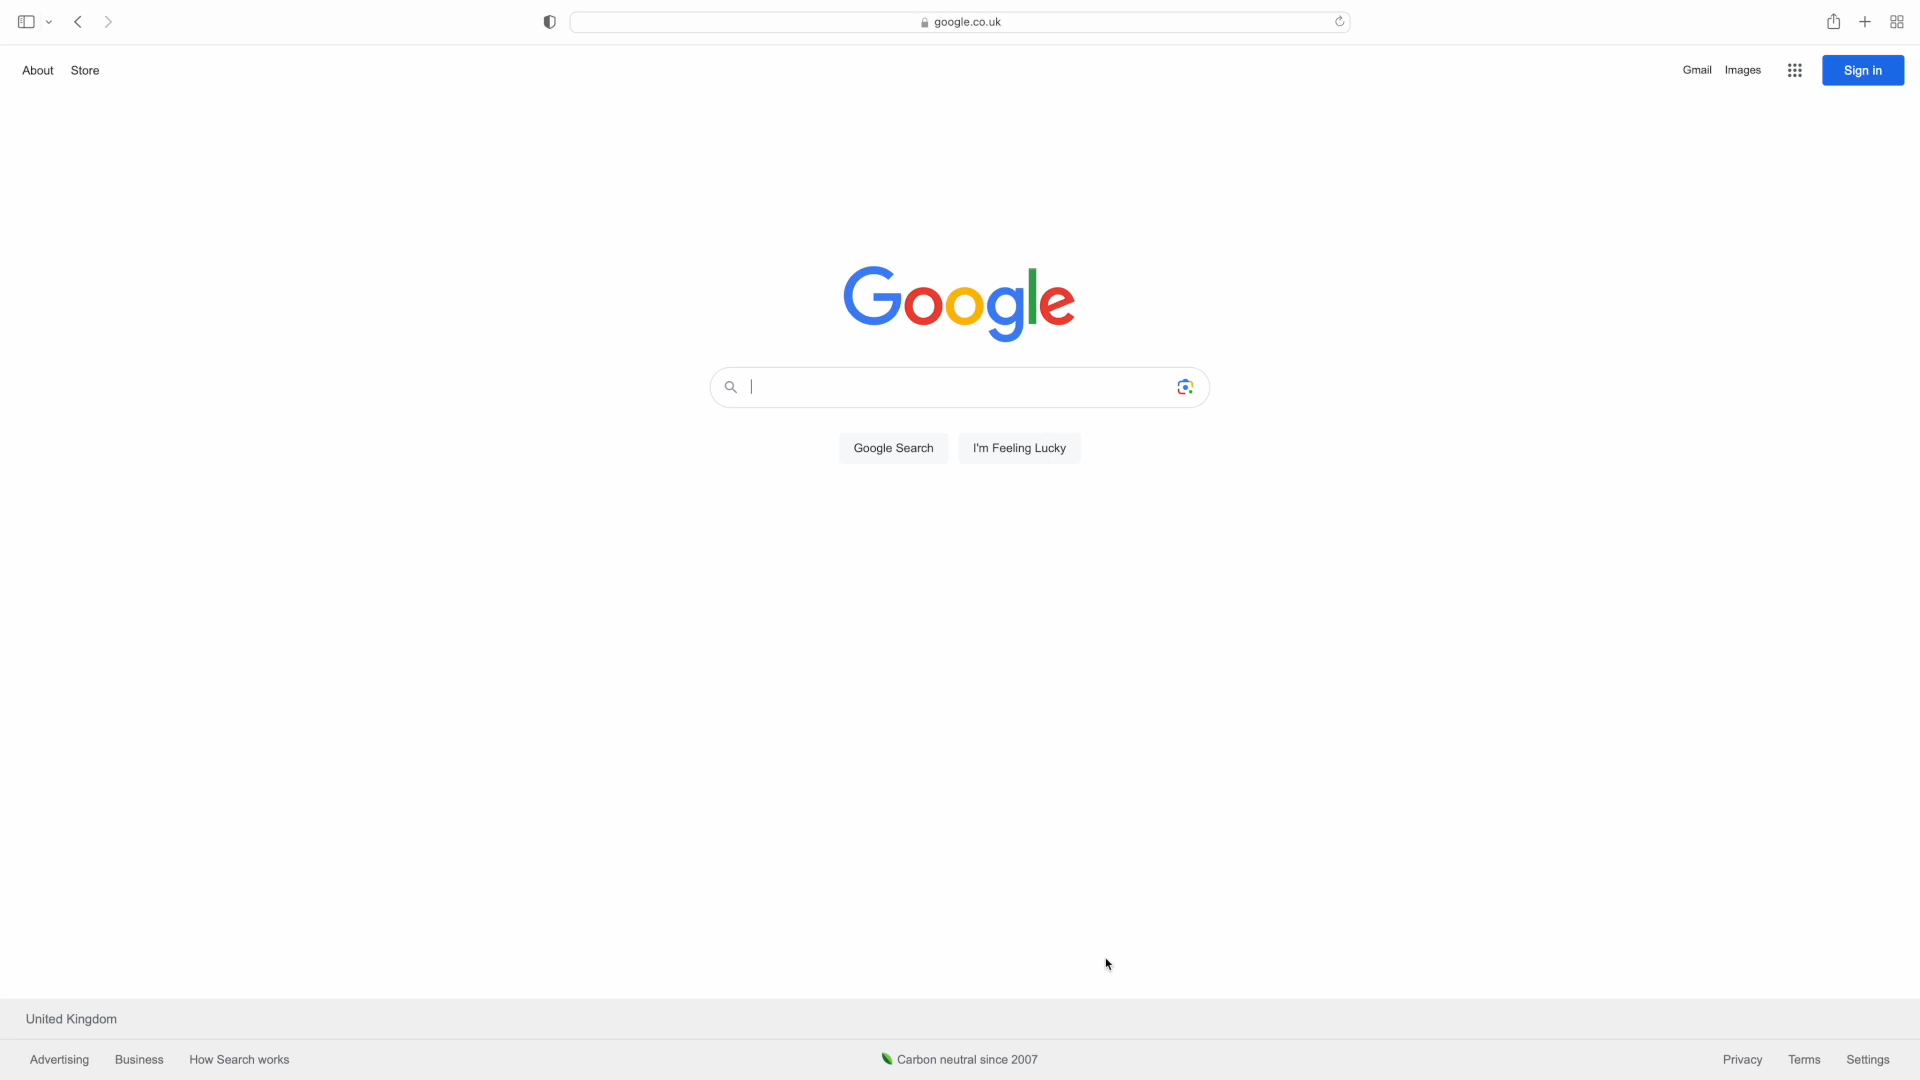 google.co.uk
About Store
Gmail Images Sign in
Google
Google Search I'm Feeling Lucky
United Kingdom
Advertising Business How Search works
Carbon neutral since 2007
Privacy Terms Settings